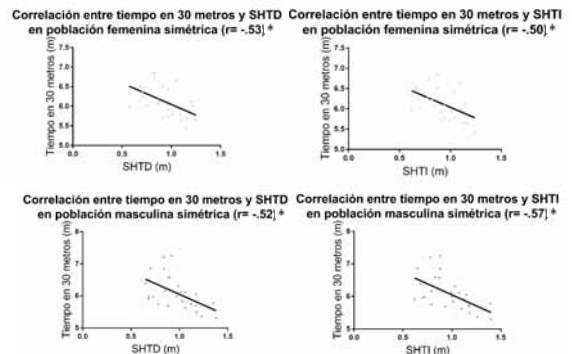 Correlación entre tiempo en 30 metros y SHTD
en población femenina simétrica (r= -.53) *
Tiempo en 30 metros (m)
7.5
7.0
6.5
6.0
5.5
5.0
0.0
0.5
1.0
1.5
SHTD (m)
Correlación entre tiempo en 30 metros y SHTI
en población femenina simétrica (r= -.50) *
Tiempo en 30 metros (m)
7.5
7.0
6.5
6.0
5.5
5.0
0.0
0.5
1.0
1.5
SHTI (m)
Correlación entre tiempo en 30 metros y SHTD
en población masculina simétrica (r= -.52) *
Tiempo en 30 metros (m)
8
7
6
5
0.0
0.5
1.0
1.5
SHTD (m)
Correlación entre tiempo en 30 metros y SHTI
en población masculina simétrica (r= -.57) *
Tiempo en 30 metros (m)
8
7
6
5
0.0
0.5
1.0
1.5
SHTI (m)